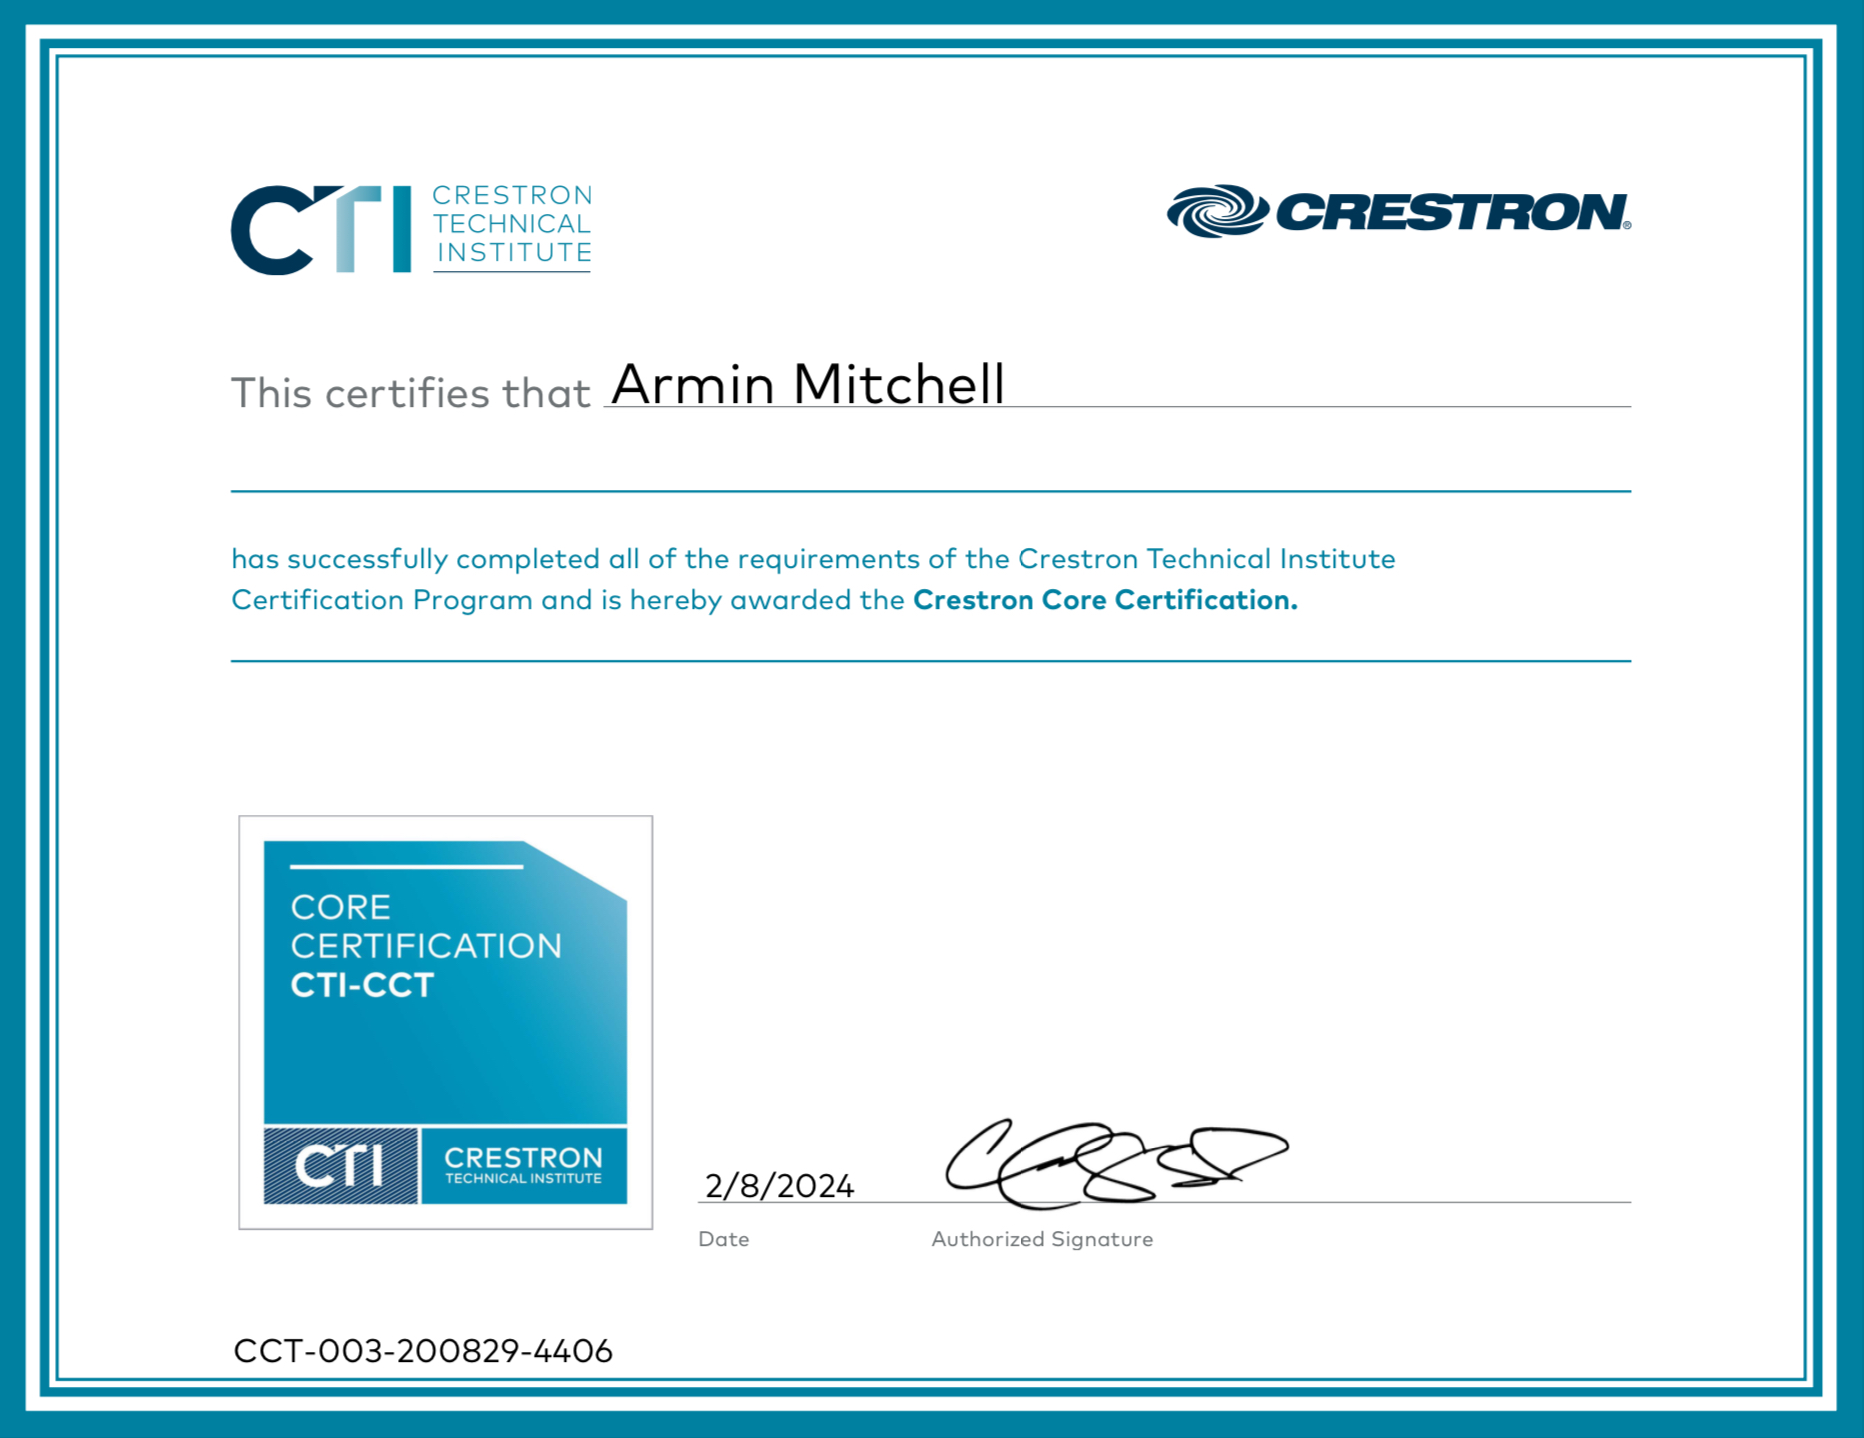 CTI
CRESTRON
TECHNICAL
INSTITUTE
CRESTRON®
This certifies that Armin Mitchell
has successfully completed all of the requirements of the Crestron Technical Institute
Certification Program and is hereby awarded the Crestron Core Certification.
CORE
CERTIFICATION
CTI-CCT
CTI
CRESTRON
TECHNICAL INSTITUTE
2/8/2024
Date
Authorized Signature
CCT-003-200829-4406